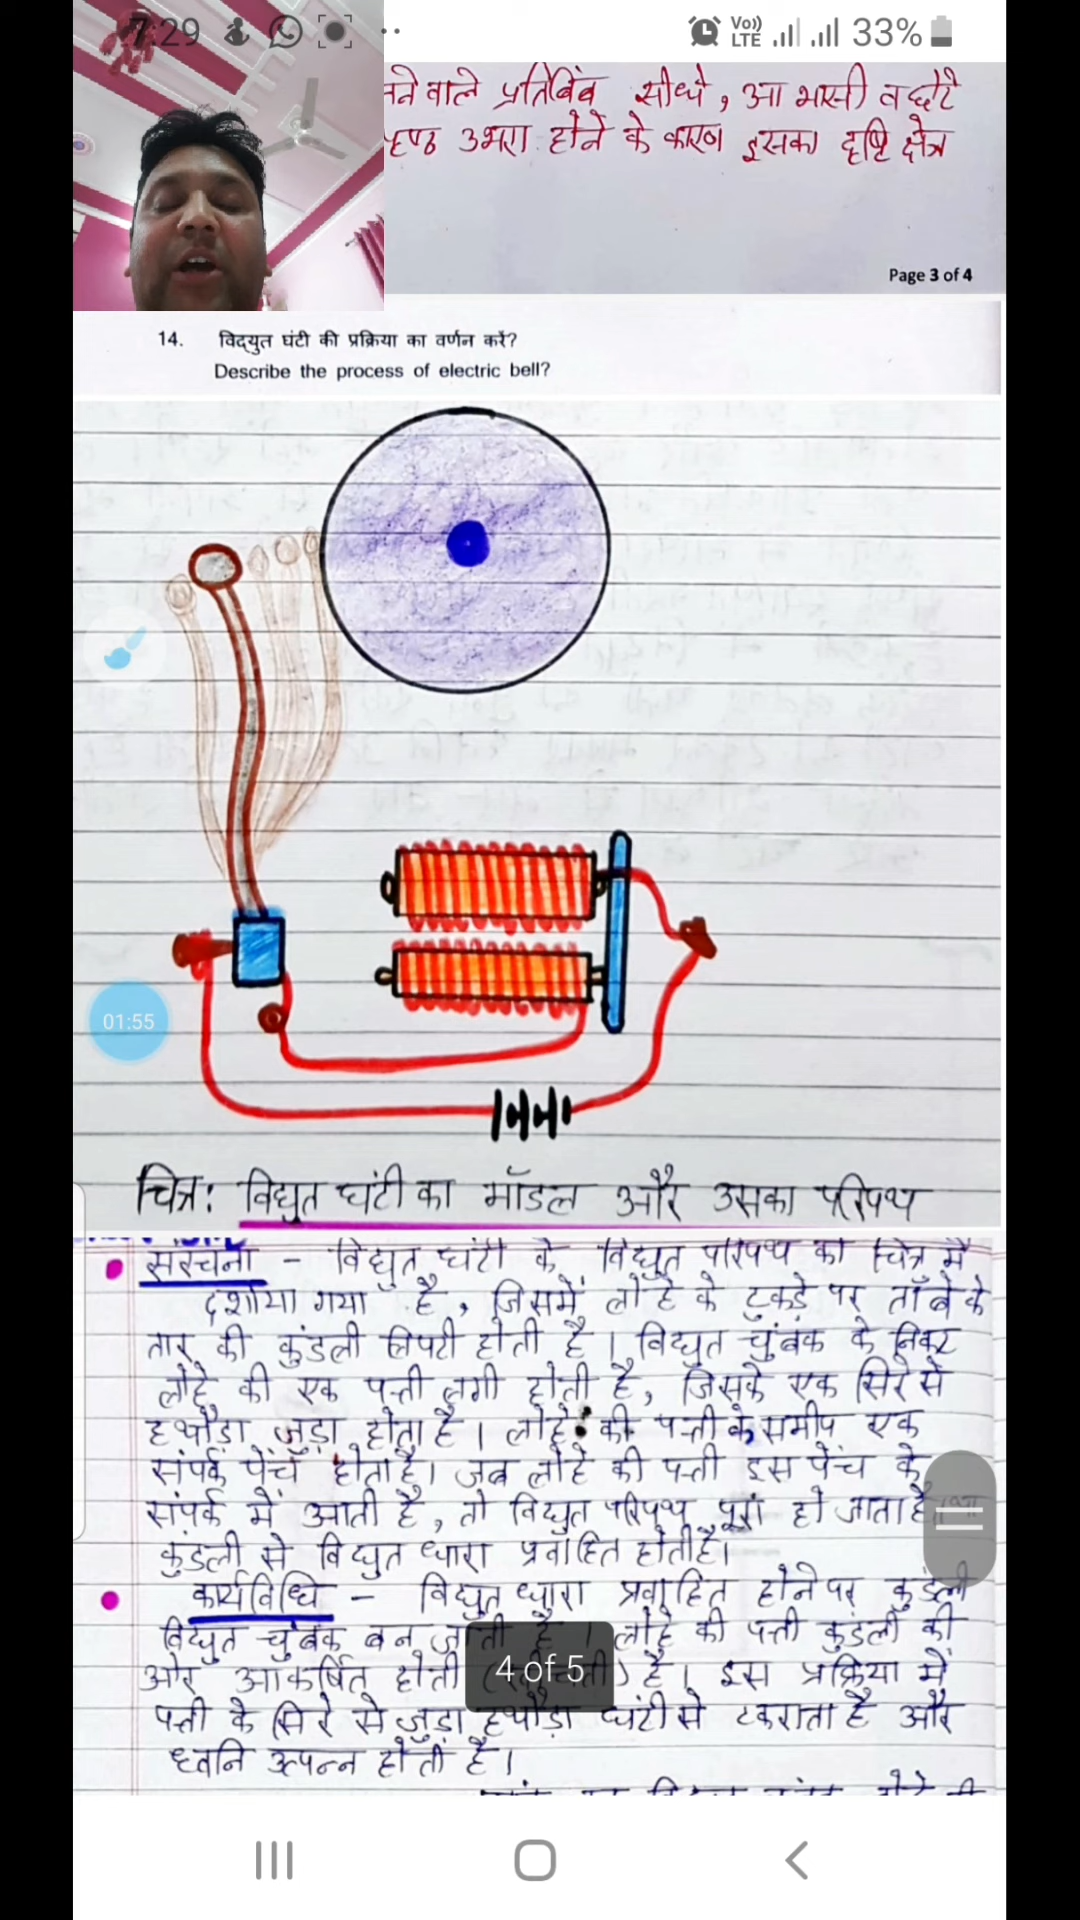 7:29
Vo)) LTE
33%
वाले प्रतिबिंब सीधे, आभासी व छोटे
उभरा होने के कारण इसका दृष्टि क्षेत्र
Page 3 of 4
14. विद्युत घंटी की प्रक्रिया का वर्णन करें?
Describe the process of electric bell?
01:55
चित्र: विद्युत घंटी का मॉडल और उसका परिपथ
संरचना - विद्युत घंटी के विद्युत परिपथ को चित्र में
दर्शाया गया है, जिसमें लोहे के टुकड़े पर ताँबे के
तार की कुंडली लिपटी होती है। विद्युत चुंबक के निकट
लोहे की एक पत्ती लगी होती है, जिसके एक सिरे से
हथौड़ा जुड़ा होता है। लोहे की पत्ती के समीप एक
संपर्क पेंच होता है। जब लोहे की पत्ती इस पेंच के
संपर्क में आती है, तो विद्युत परिपथ पूरा हो जाता है
कुंडली से विद्युत धारा प्रवाहित होती है।
कार्यविधि - विद्युत धारा प्रवाहित होने पर कुंडली
विद्युत चुंबक बन जाती है। लोहे की पत्ती कुंडली की
ओर आकर्षित होती है। इस प्रक्रिया में
4 of 5
पत्ती के सिरे से जुड़ा हथौड़ा घंटी से टकराता है और
ध्वनि उत्पन्न होती है।